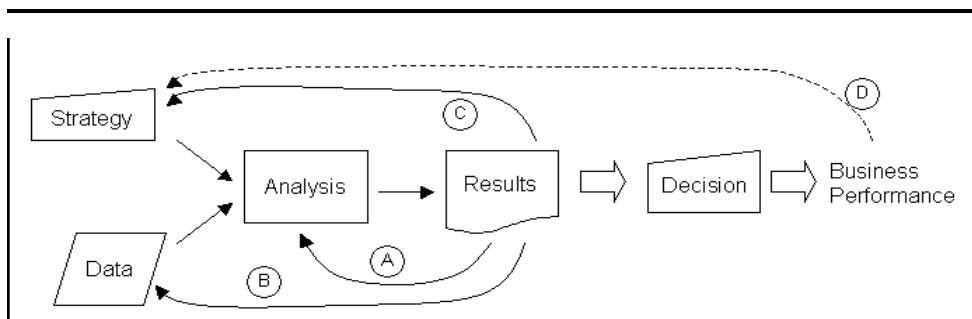 D
Strategy
C
Analysis
Results
Decision
Business
Performance
Data
A
B